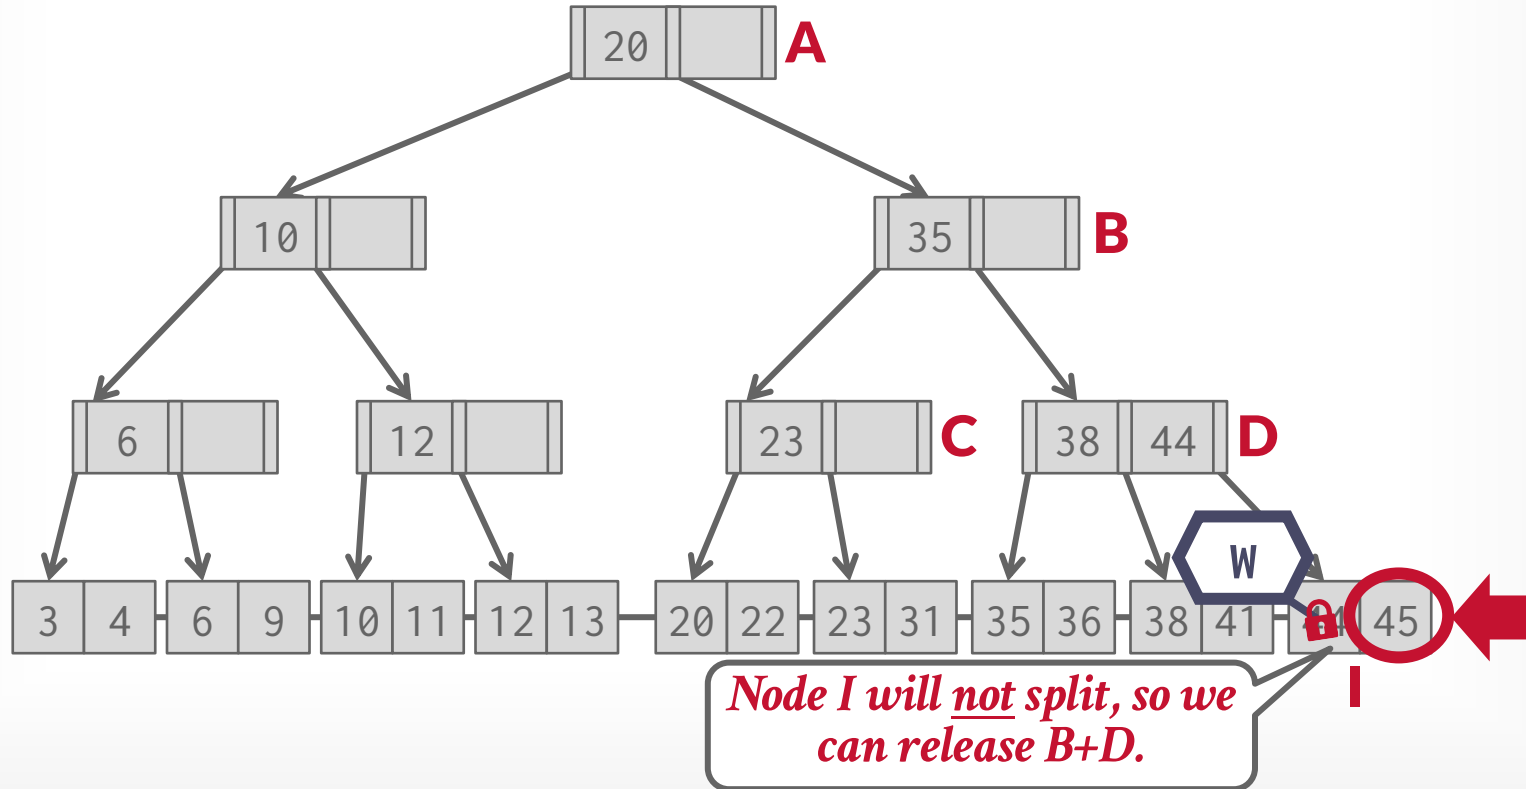 20 A
10 35 B
6 12 23 C 38 44 D
W
3 4 6 9 10 11 12 13 20 22 23 31 35 36 38 41 44 45
I
Node I will not split, so we
can release B+D.